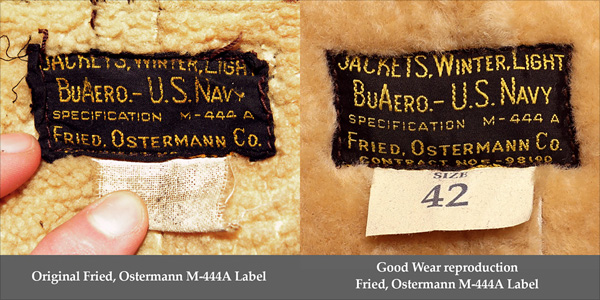 JACKETS, WINTER, LIGHT
BUAERO.- U.S. NAVY
SPECIFICATION M-444 A
FRIED, OSTERMANN CO.
JACKETS, WINTER, LIGHT
BUAERO.- U.S. NAVY
SPECIFICATION M-444 A
FRIED, OSTERMANN CO.
CONTRACT NOS-98190
SIZE
42
Original Fried, Ostermann M-444A Label
Good Wear reproduction
Fried, Ostermann M-444A Label